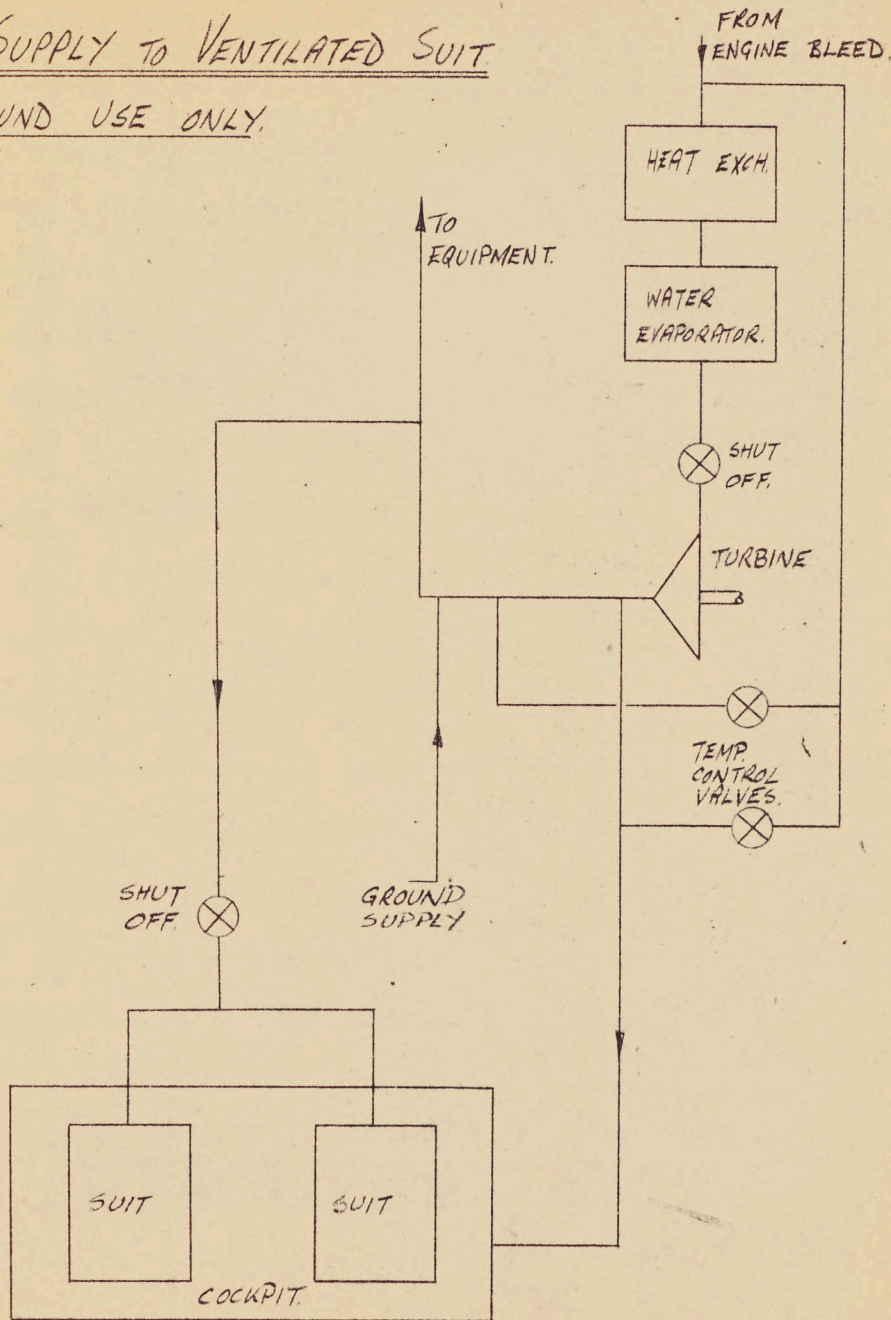 SUPPLY TO VENTILATED SUIT
USE ONLY.
FROM
ENGINE BLEED.
HEAT EXCH.
TO
EQUIPMENT.
WATER
EVAPORATOR.
SHUT
OFF.
TURBINE
TEMP.
CONTROL
VALVES.
SHUT
OFF.
GROUND
SUPPLY
SUIT
SUIT
COCKPIT.